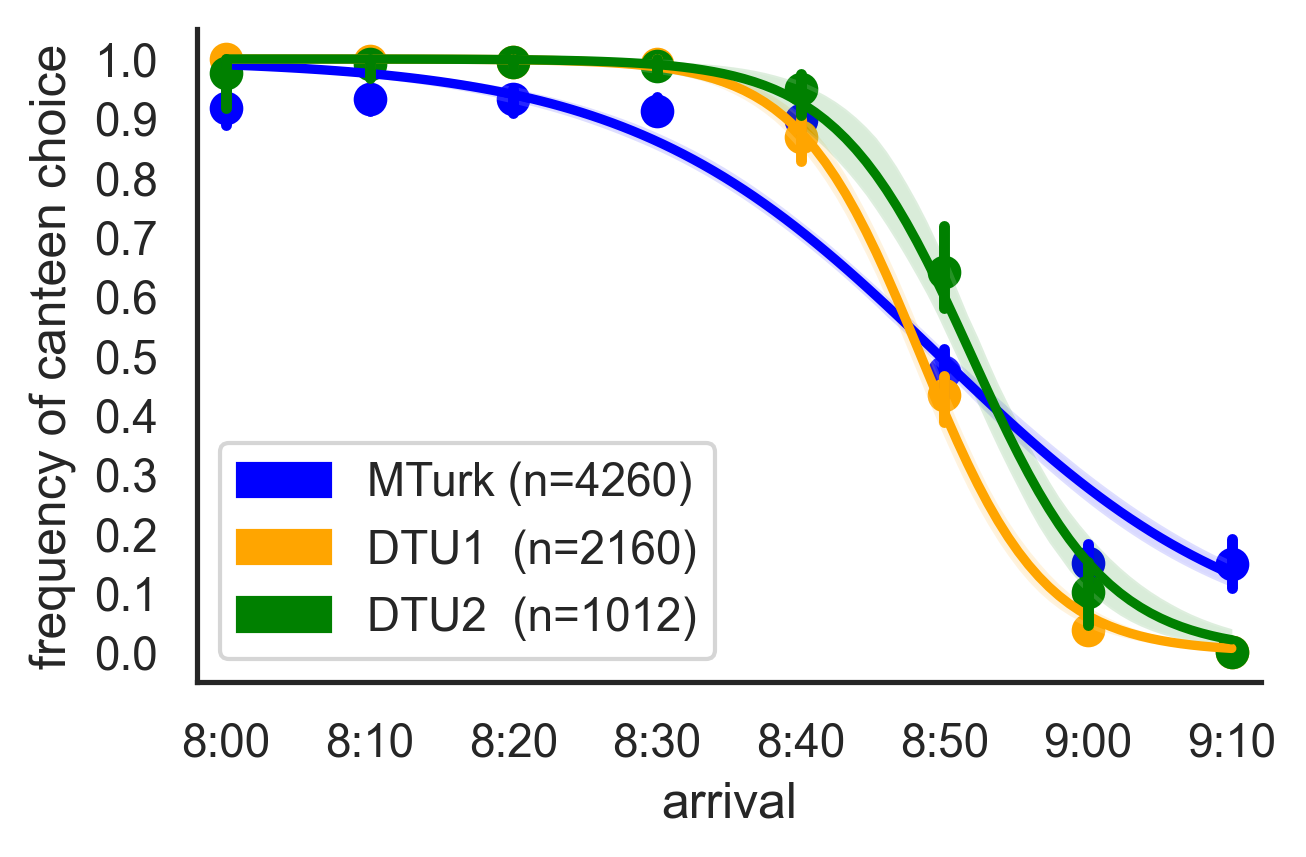 frequency of canteen choice
1.0
0.9
0.8
0.7
0.6
0.5
0.4
0.3
0.2
0.1
0.0
MTurk (n=4260)
DTU1 (n=2160)
DTU2 (n=1012)
8:00 8:10 8:20 8:30 8:40 8:50 9:00 9:10
arrival